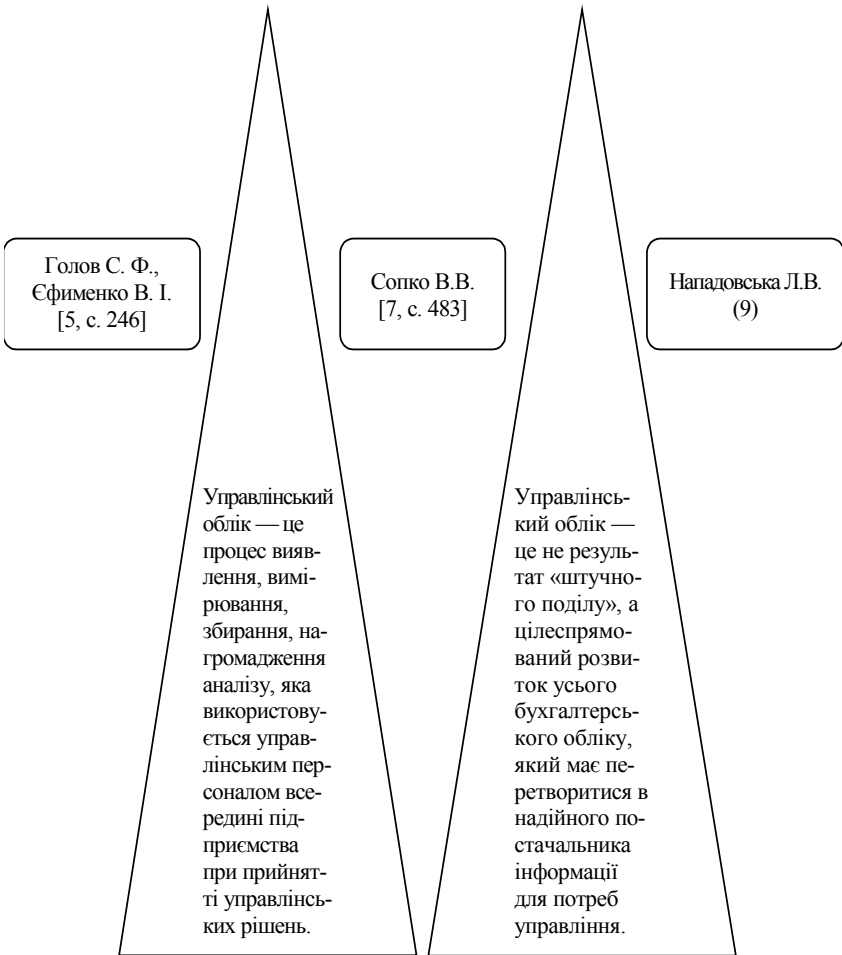 Голов С. Ф.,
Єфименко В. І.
[5, с. 246]
Сопко В.В.
[7, с. 483]
Нападовська Л.В.
(9)
Управлінський
облік — це
процес вияв-
лення, вимі-
рювання,
збирання, на-
громадження
аналізу, яка
використову-
ється управ-
лінським пер-
соналом все-
редині під-
приємства
при прийнят-
ті управлінсь-
ких рішень.
Управлінсь-
кий облік —
це не резуль-
тат «штучно-
го поділу», а
цілеспрямо-
ваний розви-
ток усього
бухгалтерсь-
кого обліку,
який має пе-
ретворитися в
надійного по-
стачальника
інформації
для потреб
управління.